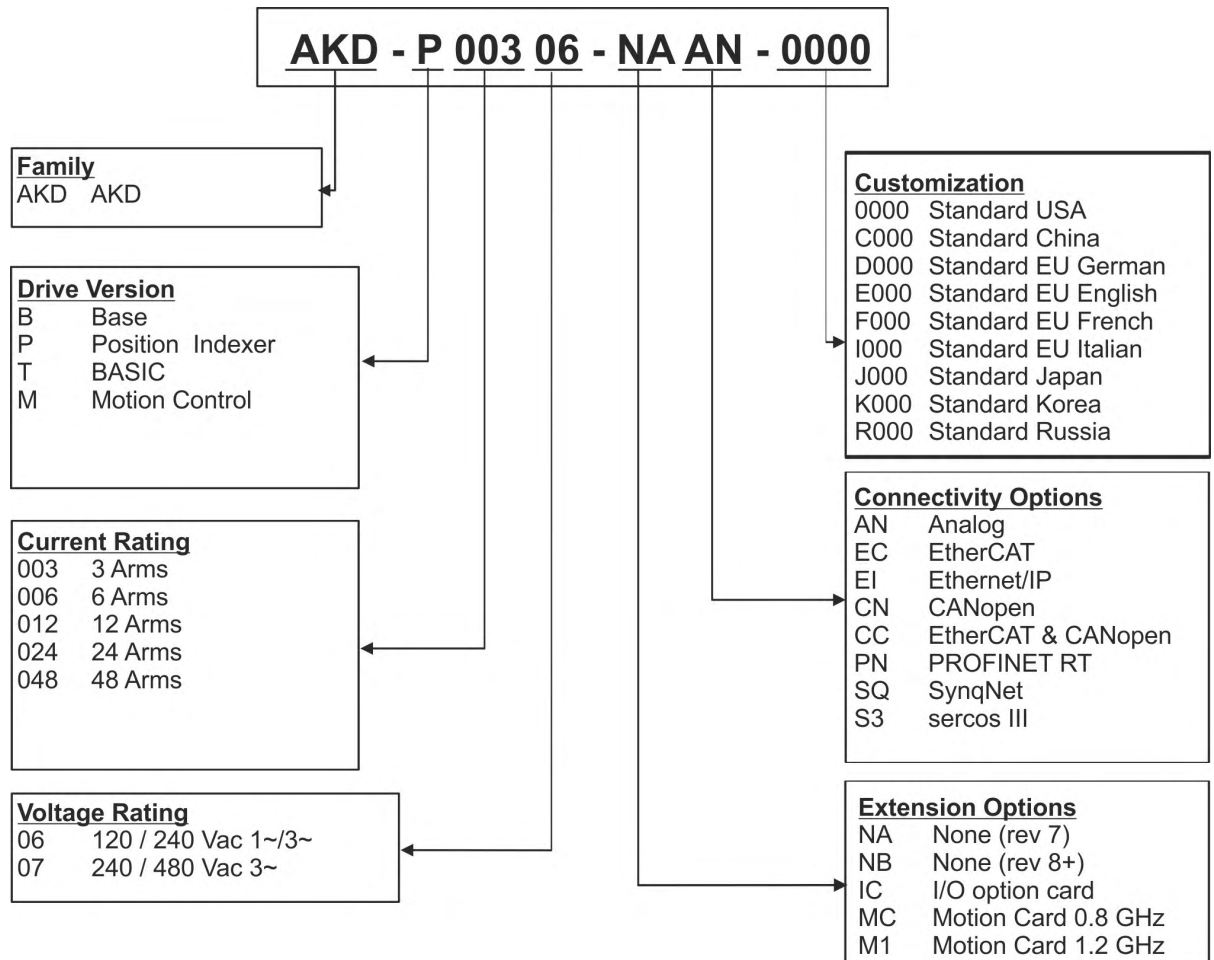 AKD - P 003 06 - NA AN - 0000
Family
AKD AKD
Drive Version
B Base
P Position Indexer
T BASIC
M Motion Control
Current Rating
003 3 Arms
006 6 Arms
012 12 Arms
024 24 Arms
048 48 Arms
Voltage Rating
06 120 / 240 Vac 1~/3~
07 240 / 480 Vac 3~
Customization
0000 Standard USA
C000 Standard China
D000 Standard EU German
E000 Standard EU English
F000 Standard EU French
I000 Standard EU Italian
J000 Standard Japan
K000 Standard Korea
R000 Standard Russia
Connectivity Options
AN Analog
EC EtherCAT
EI Ethernet/IP
CN CANopen
CC EtherCAT & CANopen
PN PROFINET RT
SQ SynqNet
S3 sercos III
Extension Options
NA None (rev 7)
NB None (rev 8+)
IC I/O option card
MC Motion Card 0.8 GHz
M1 Motion Card 1.2 GHz